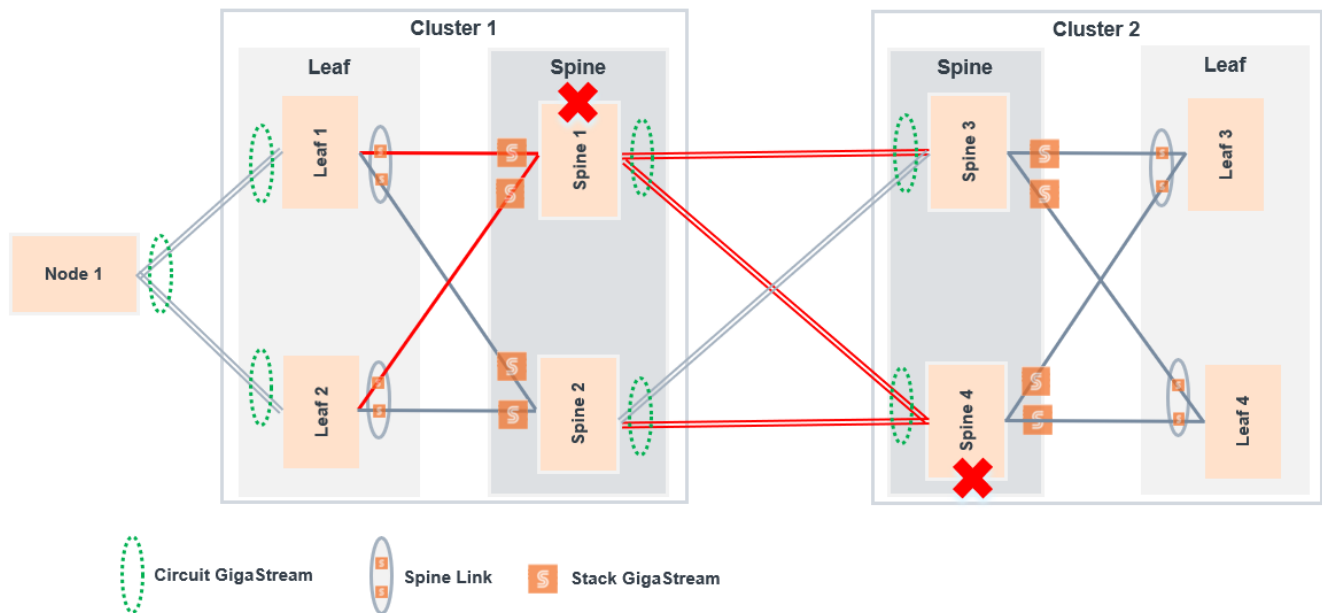 Cluster 1
Cluster 2
Leaf
Spine
Spine
Leaf
Leaf 1
Spine 1
Spine 3
Leaf 3
Node 1
Leaf 2
Spine 2
Spine 4
Leaf 4
Circuit GigaStream
Spine Link
Stack GigaStream